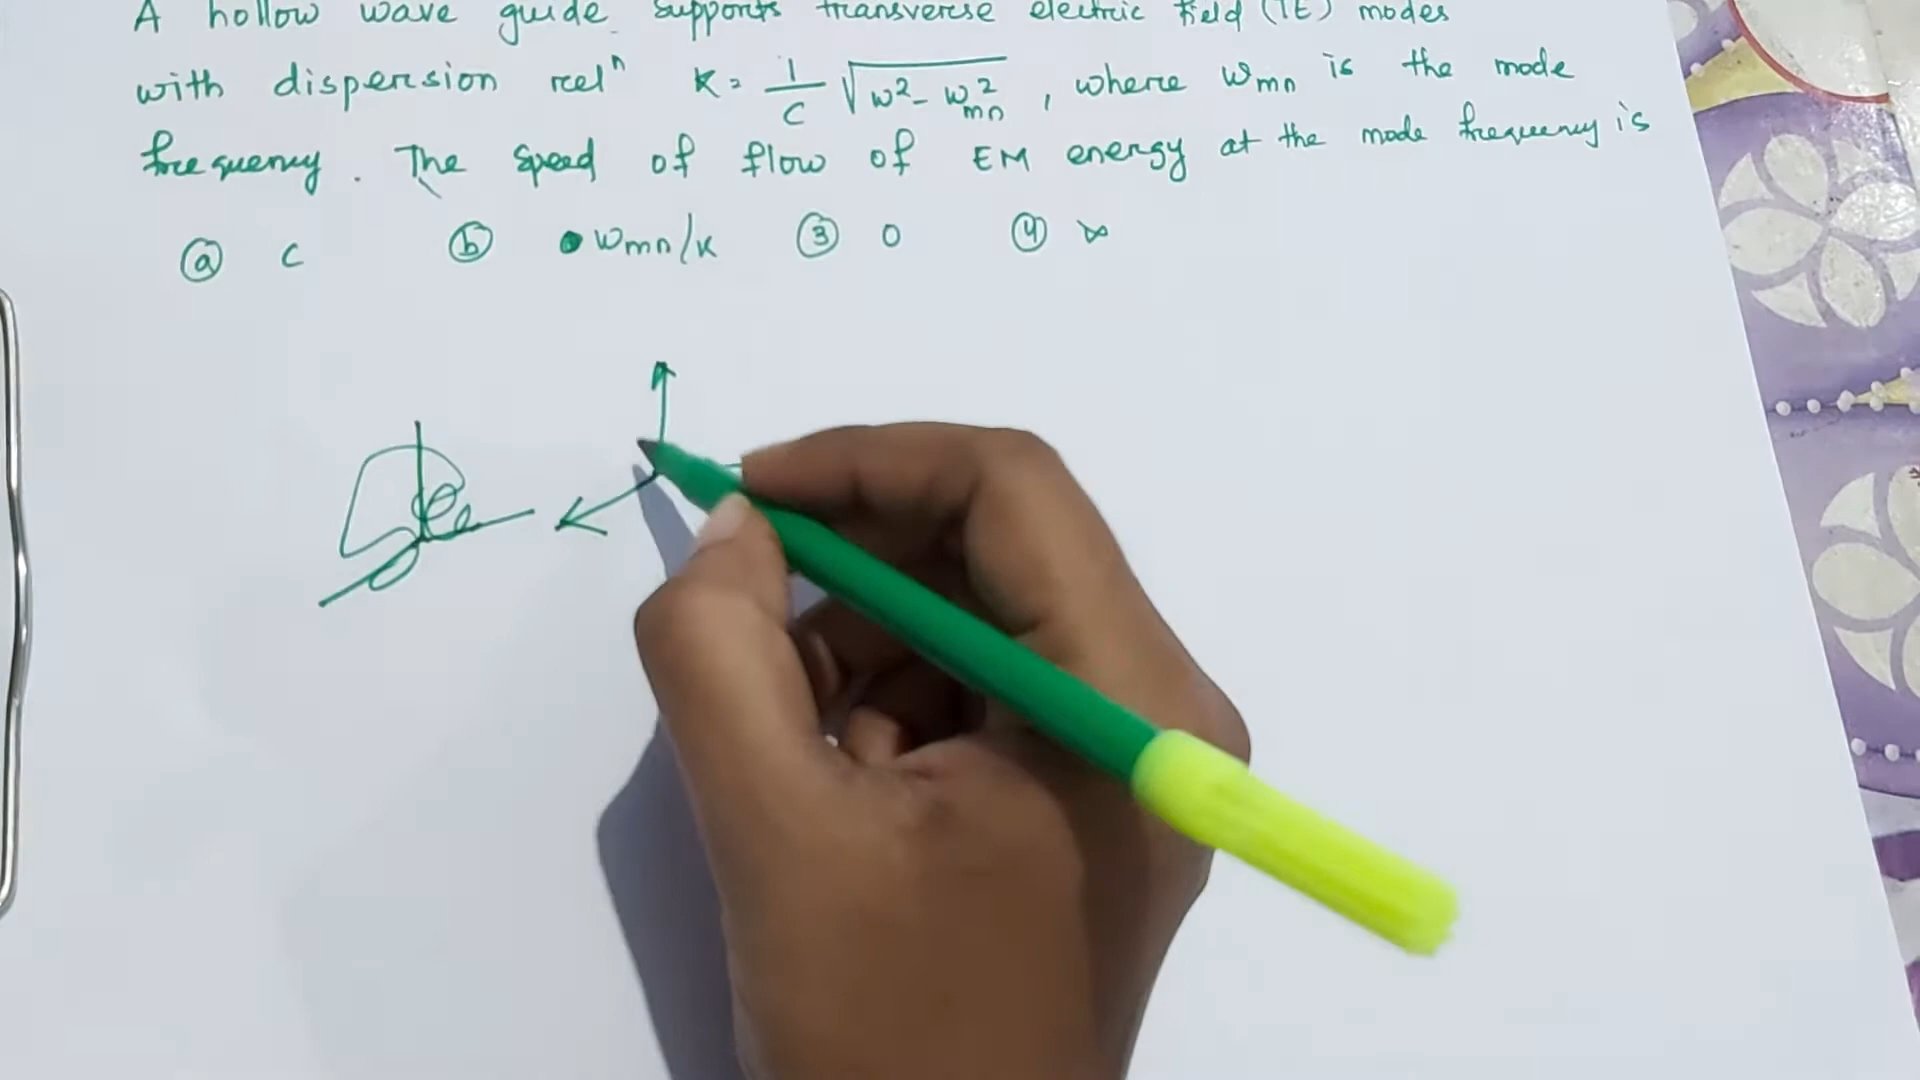 A hollow wave guide supports transverse electric field (TE) modes
with dispersion relⁿ K = 1/C √(ω² - ω²mn) , where ωmn is the mode
frequency. The speed of flow of EM energy at the mode frequency is
(a) C (b) ωmn/K (3) 0 (4) ∞